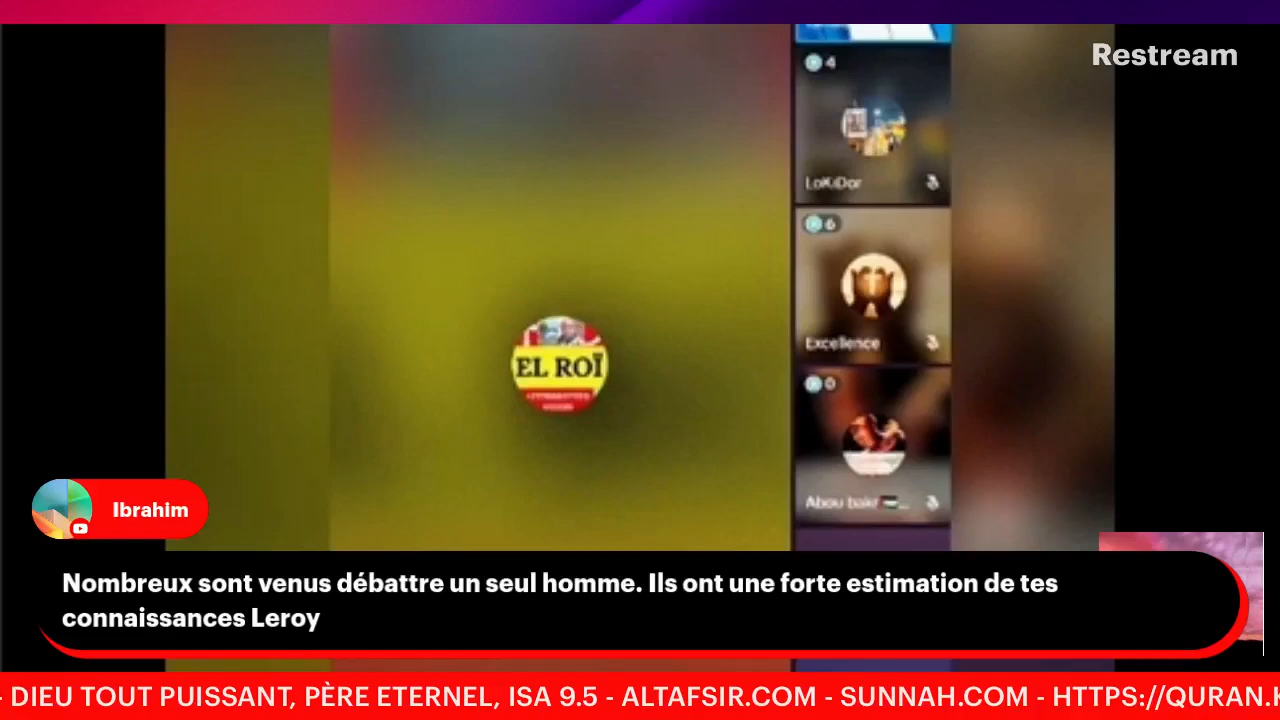 Restream
4
LoKiDor
6
Excellence
0
Abou bakr
EL ROÏ
Ibrahim
Nombreux sont venus débattre un seul homme. Ils ont une forte estimation de tes
connaissances Leroy
- DIEU TOUT PUISSANT, PÈRE ETERNEL, ISA 9.5 - ALTAFSIR.COM - SUNNAH.COM - HTTPS://QURAN.K